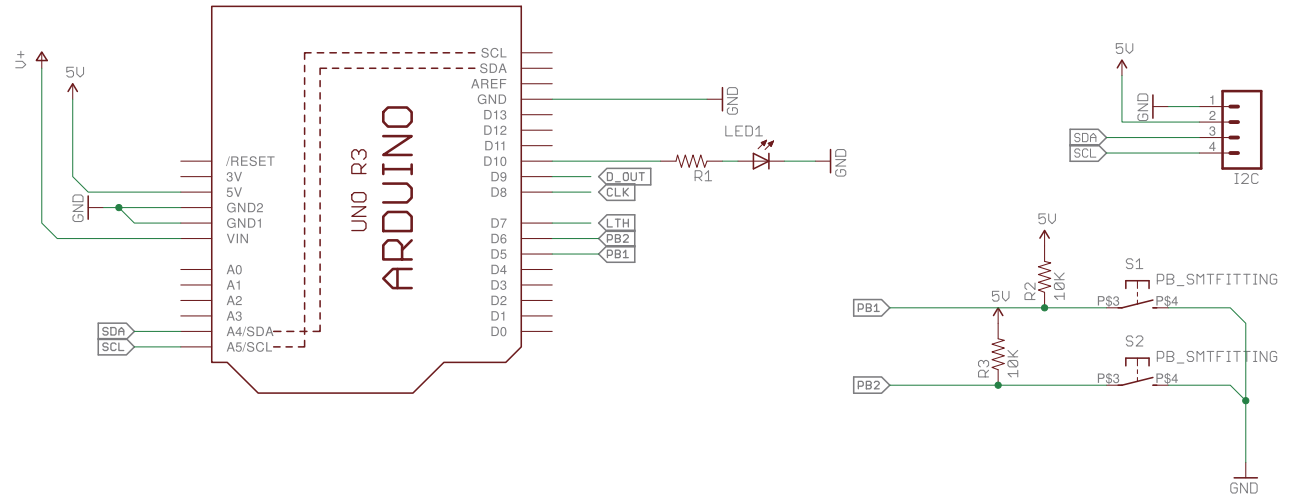 V+
5V
GND
/RESET
3V
5V
GND2
GND1
VIN
A0
A1
A2
A3
A4/SDA
A5/SCL
SDA
SCL
UNO R3
ARDUINO
SCL
SDA
AREF
GND
D13
D12
D11
D10
D9
D8
D7
D6
D5
D4
D3
D2
D1
D0
D_OUT
CLK
LTH
PB2
PB1
GND
R1
LED1
GND
5V
GND
SDA
SCL
1
2
3
4
I2C
5V
R2
10K
5V
R3
10K
PB1
PB2
S1
PB_SMTFITTING
P$3
P$4
S2
PB_SMTFITTING
P$3
P$4
GND